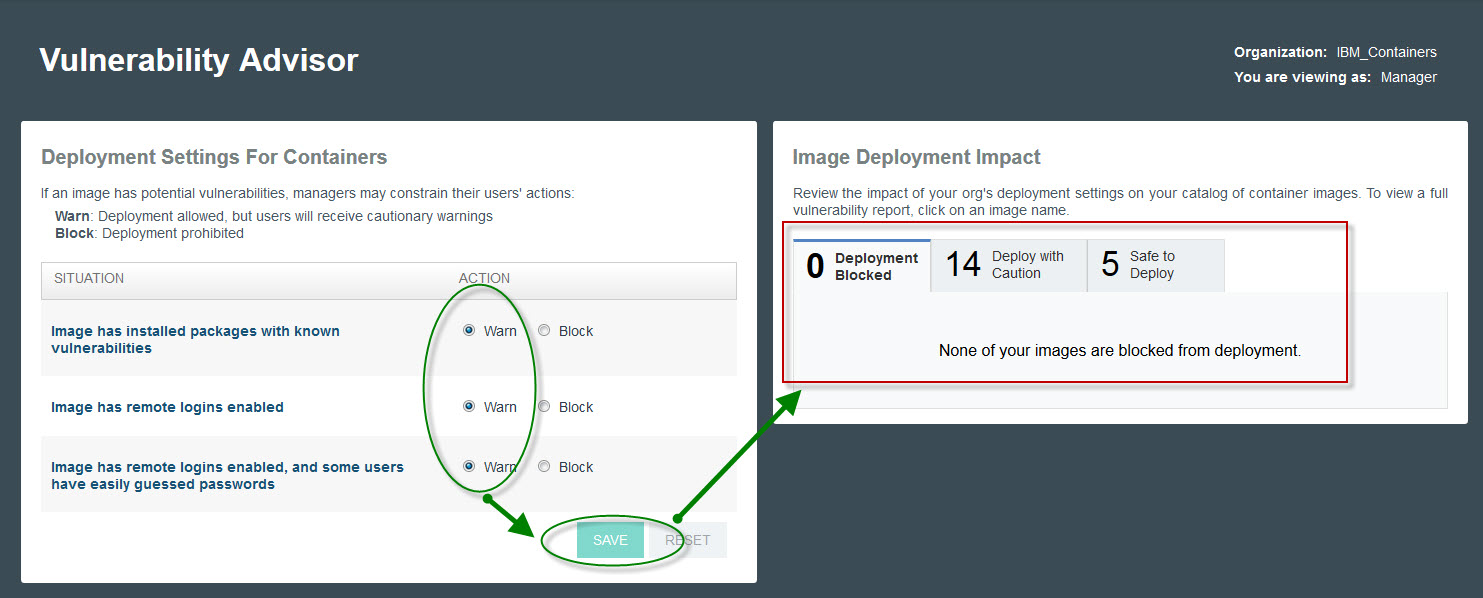 Vulnerability Advisor
Organization: IBM_Containers
You are viewing as: Manager
Deployment Settings For Containers
If an image has potential vulnerabilities, managers may constrain their users' actions:
Warn: Deployment allowed, but users will receive cautionary warnings
Block: Deployment prohibited
SITUATION ACTION
Image has installed packages with known
vulnerabilities
Warn Block
Image has remote logins enabled
Warn Block
Image has remote logins enabled, and some users
have easily guessed passwords
Warn Block
SAVE RESET
Image Deployment Impact
Review the impact of your org's deployment settings on your catalog of container images. To view a full
vulnerability report, click on an image name.
0 Deployment
Blocked
14 Deploy with
Caution
5 Safe to
Deploy
None of your images are blocked from deployment.